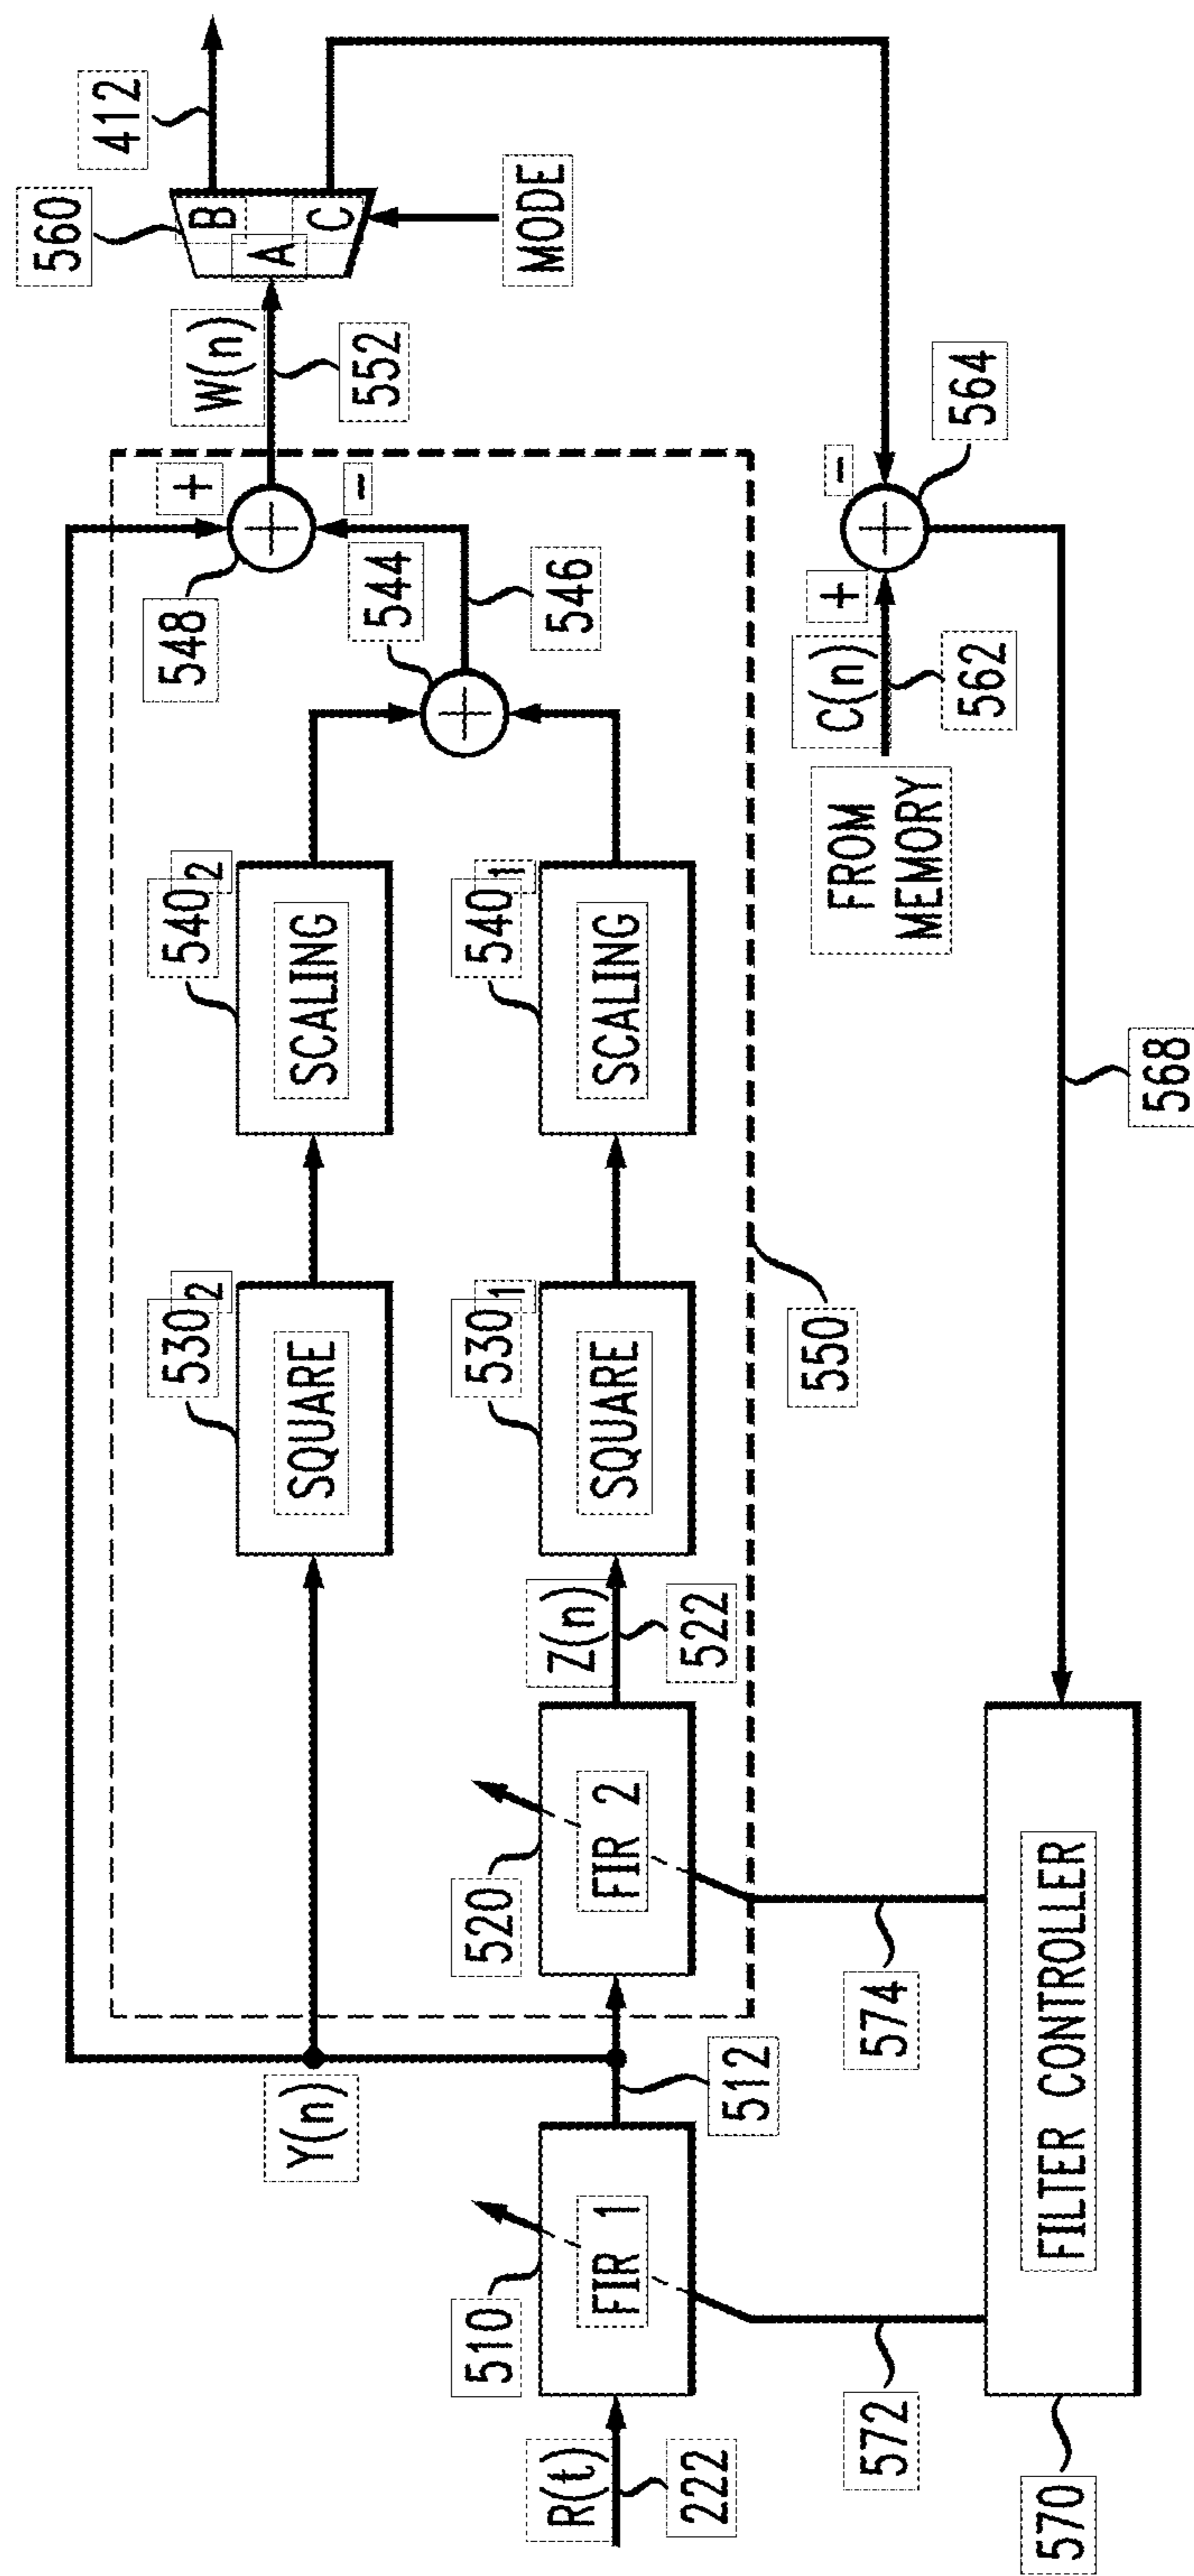 R(t)
222
510
FIR 1
512
Y(n)
520
FIR 2
Z(n)
522
530₂
SQUARE
530₁
SQUARE
540₂
SCALING
540₁
SCALING
544
546
548
+
-
550
W(n)
552
560
A
B
C
412
MODE
FROM
MEMORY
C(n)
562
+
-
564
568
574
572
FILTER CONTROLLER
570